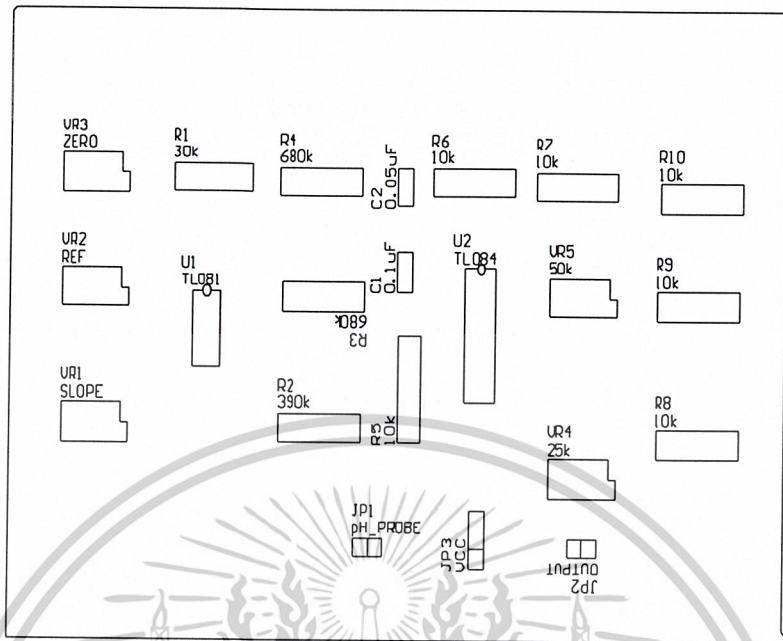 VR3
ZERO
R1
30k
R4
680k
C2
0.05uF
R6
10k
R7
10k
R10
10k
VR2
REF
U1
TL081
680k
R3
C1
0.1uF
U2
TL084
VR5
50k
R9
10k
VR1
SLOPE
R2
390k
R5
10k
VR4
25k
R8
10k
JP1
pH_PROBE
JP3
VCC
JP2
OUTPUT